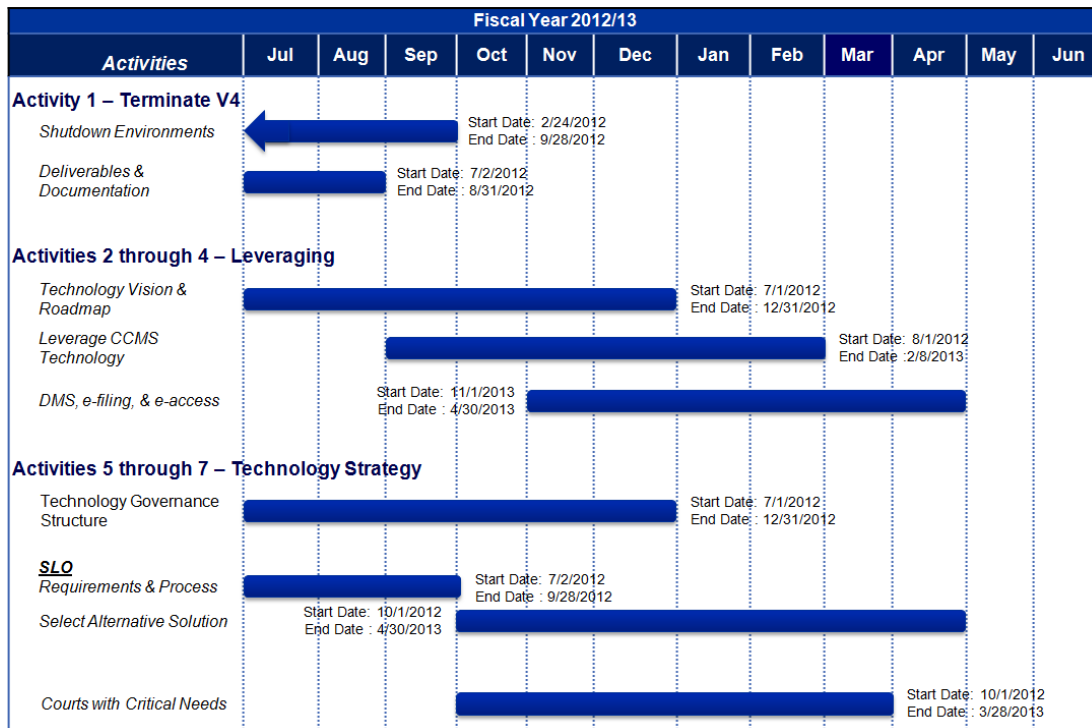 Fiscal Year 2012/13
Activities Jul Aug Sep Oct Nov Dec Jan Feb Mar Apr May Jun
Activity 1 – Terminate V4
Shutdown Environments
Start Date: 2/24/2012
End Date : 9/28/2012
Deliverables &
Documentation
Start Date: 7/2/2012
End Date : 8/31/2012
Activities 2 through 4 – Leveraging
Technology Vision &
Roadmap
Start Date: 7/1/2012
End Date : 12/31/2012
Leverage CCMS
Technology
Start Date: 8/1/2012
End Date :2/8/2013
DMS, e-filing, & e-access
Start Date: 11/1/2013
End Date : 4/30/2013
Activities 5 through 7 – Technology Strategy
Technology Governance
Structure
Start Date: 7/1/2012
End Date : 12/31/2012
SLO
Requirements & Process
Start Date: 7/2/2012
End Date : 9/28/2012
Select Alternative Solution
Start Date: 10/1/2012
End Date : 4/30/2013
Courts with Critical Needs
Start Date: 10/1/2012
End Date : 3/28/2013